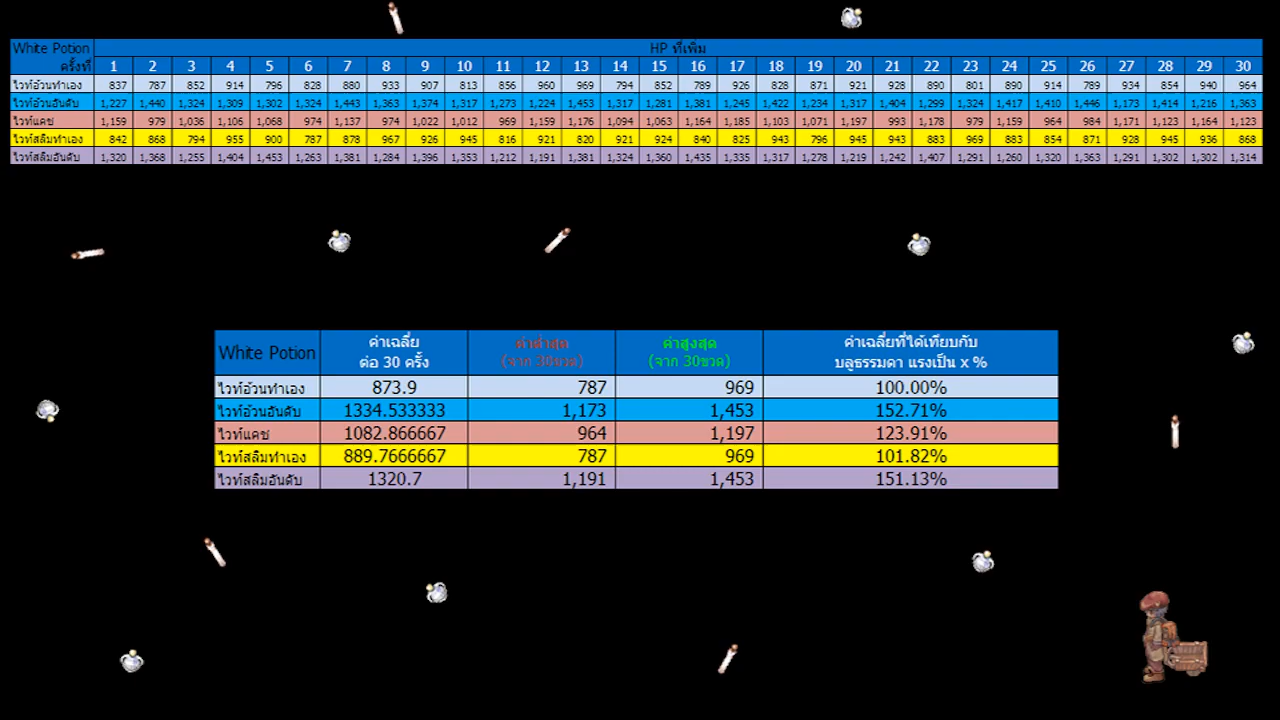 White Potion HP ที่เพิ่ม
ครั้งที่ 1 2 3 4 5 6 7 8 9 10 11 12 13 14 15 16 17 18 19 20 21 22 23 24 25 26 27 28 29 30
ไวท์อ้วนทำเอง 837 787 852 914 796 828 880 933 907 813 856 960 969 794 852 789 926 828 871 921 928 890 801 890 914 789 934 854 940 964
ไวท์อ้วนอันดับ 1,227 1,440 1,324 1,309 1,302 1,324 1,443 1,363 1,374 1,317 1,273 1,224 1,453 1,317 1,281 1,381 1,245 1,422 1,234 1,317 1,404 1,299 1,324 1,417 1,410 1,446 1,173 1,414 1,216 1,363
ไวท์แคช 1,159 979 1,036 1,106 1,068 974 1,137 974 1,022 1,012 969 1,159 1,176 1,094 1,063 1,164 1,185 1,103 1,071 1,197 993 1,178 979 1,159 964 984 1,171 1,123 1,164 1,123
ไวท์สลิมทำเอง 842 868 794 955 900 787 878 967 926 945 816 921 820 921 924 840 825 943 796 945 943 883 969 883 854 871 928 945 936 868
ไวท์สลิมอันดับ 1,320 1,368 1,255 1,404 1,453 1,263 1,381 1,284 1,396 1,353 1,212 1,191 1,381 1,324 1,360 1,435 1,335 1,317 1,278 1,219 1,242 1,407 1,291 1,260 1,320 1,363 1,291 1,302 1,302 1,314
White Potion ค่าเฉลี่ย ค่าต่ำสุด ค่าสูงสุด ค่าเฉลี่ยที่ได้เทียบกับ
ต่อ 30 ครั้ง (จาก 30ขวด) (จาก 30ขวด) บลูธรรมดา แรงเป็น x %
ไวท์อ้วนทำเอง 873.9 787 969 100.00%
ไวท์อ้วนอันดับ 1334.533333 1,173 1,453 152.71%
ไวท์แคช 1082.866667 964 1,197 123.91%
ไวท์สลิมทำเอง 889.7666667 787 969 101.82%
ไวท์สลิมอันดับ 1320.7 1,191 1,453 151.13%